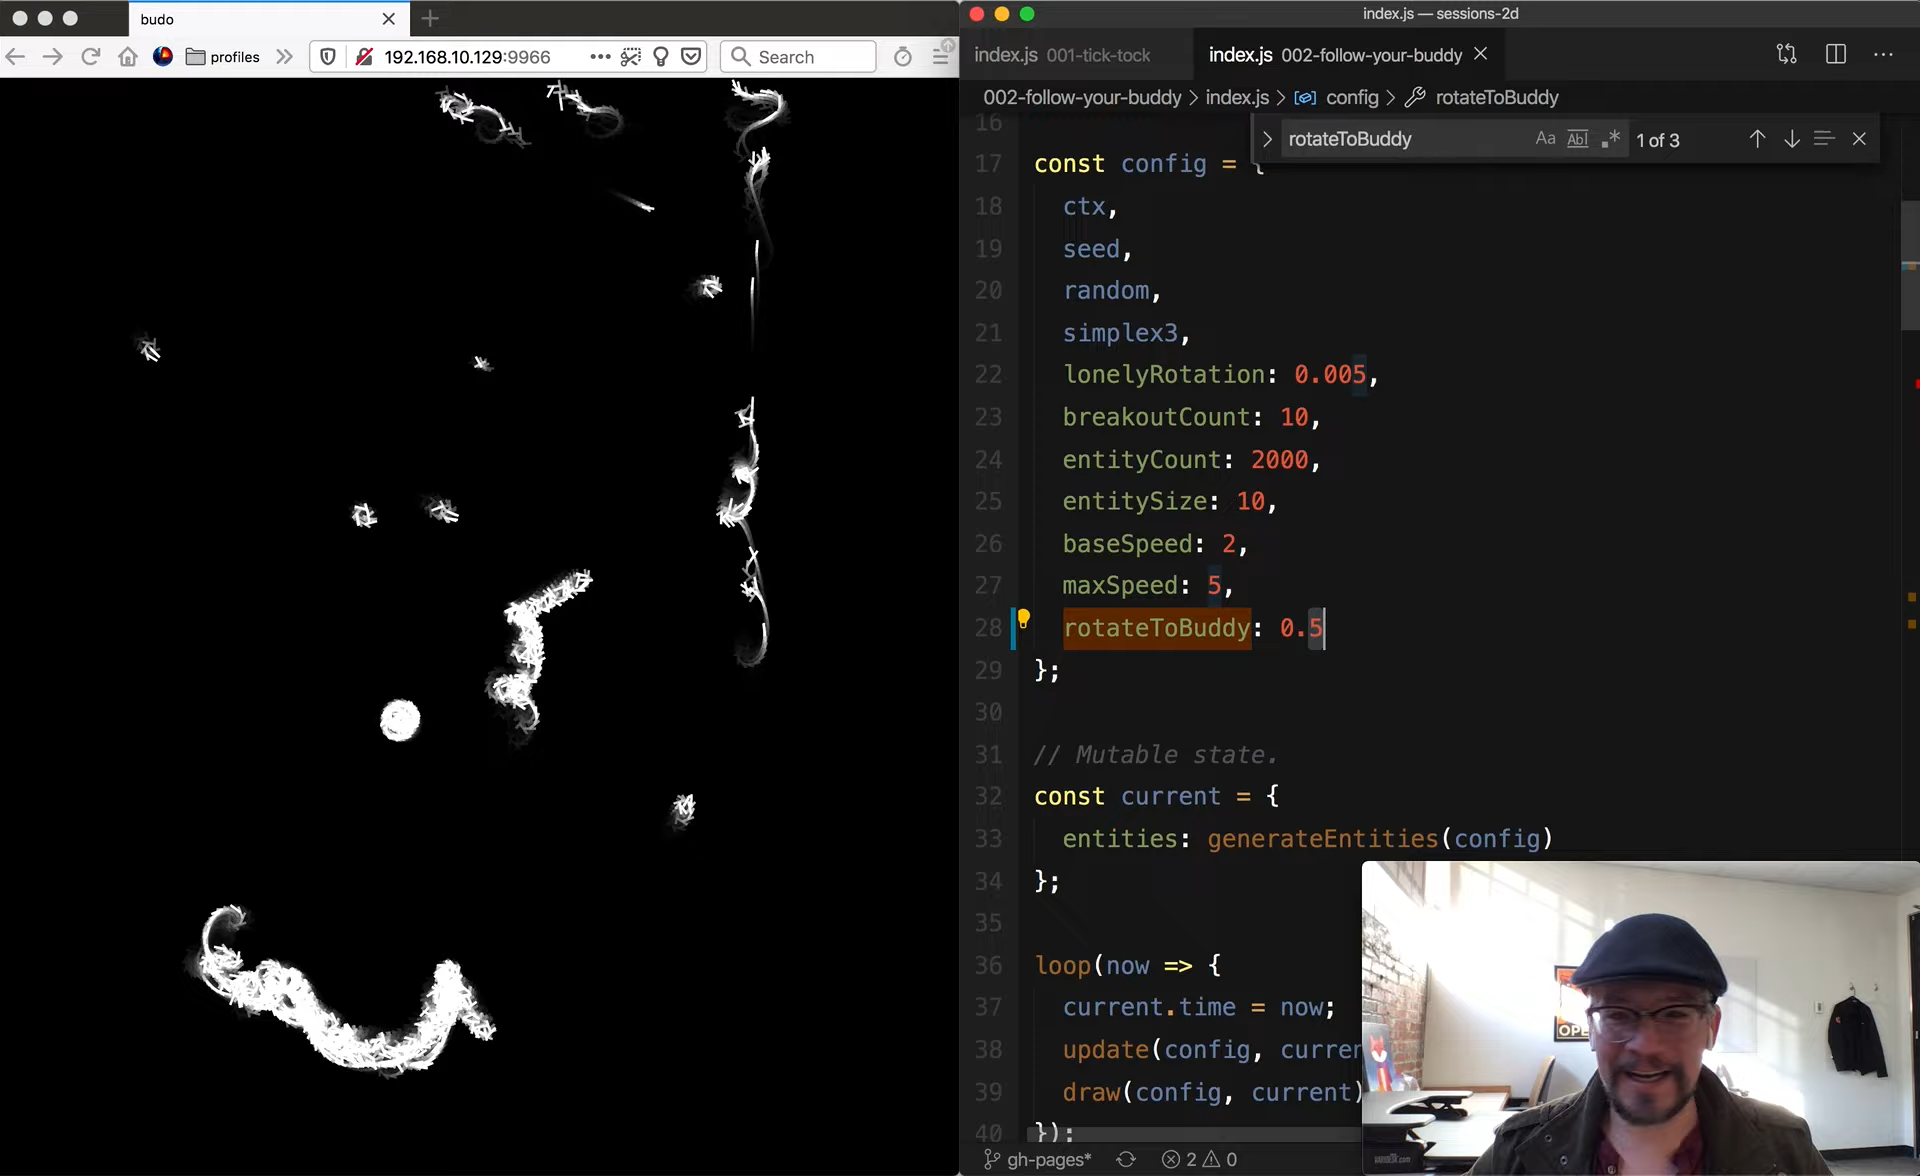 budo
profiles
192.168.10.129:9966
Search
index.js — sessions-2d
index.js 001-tick-tock
index.js 002-follow-your-buddy
002-follow-your-buddy > index.js > config > rotateToBuddy
rotateToBuddy
Aa Abl .* 1 of 3
16
17 const config = {
18 ctx,
19 seed,
20 random,
21 simplex3,
22 lonelyRotation: 0.005,
23 breakoutCount: 10,
24 entityCount: 2000,
25 entitySize: 10,
26 baseSpeed: 2,
27 maxSpeed: 5,
28 rotateToBuddy: 0.5
29 };
30
31 // Mutable state.
32 const current = {
33 entities: generateEntities(config)
34 };
35
36 loop(now => {
37 current.time = now;
38 update(config, curren
39 draw(config, current)
40 });
gh-pages* 2 0
OPE